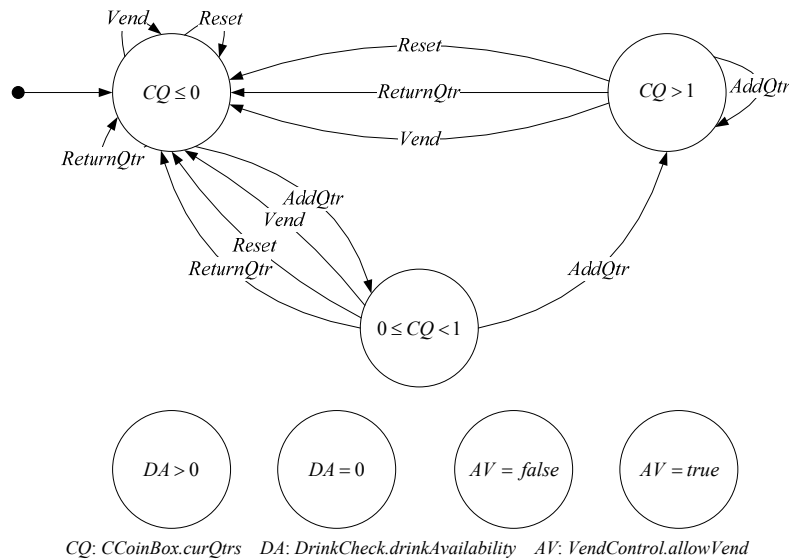 Vend
Reset
CQ ≤ 0
Reset
ReturnQtr
Vend
CQ > 1
AddQtr
ReturnQtr
AddQtr
Vend
Reset
ReturnQtr
AddQtr
0 ≤ CQ < 1
DA > 0
DA = 0
AV = false
AV = true
CQ: CCoinBox.curQtrs DA: DrinkCheck.drinkAvailability AV: VendControl.allowVend